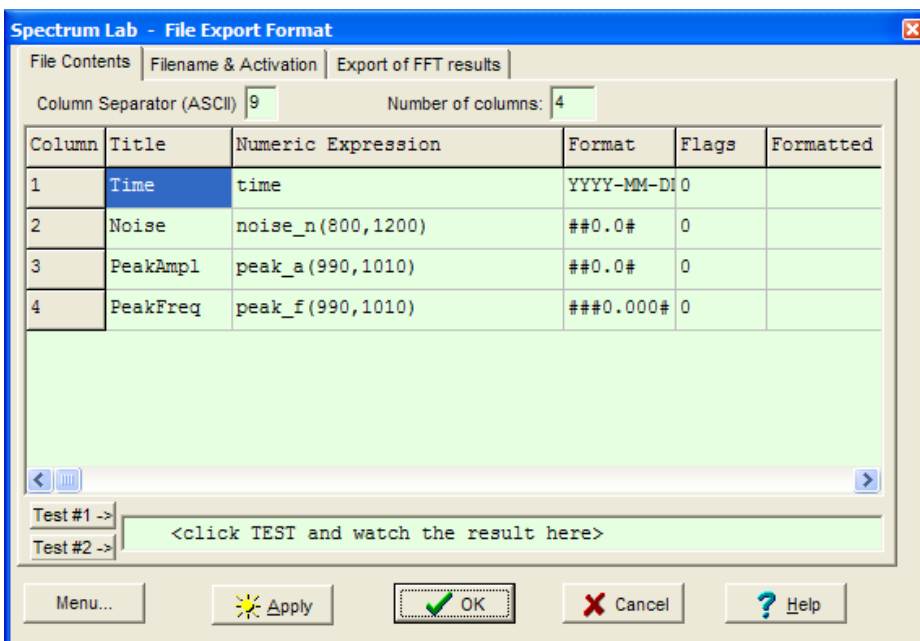 Spectrum Lab - File Export Format
File Contents Filename & Activation Export of FFT results
Column Separator (ASCII) 9 Number of columns: 4
Column Title Numeric Expression Format Flags Formatted
1 Time time YYYY-MM-DD 0
2 Noise noise_n(800,1200) ##0.0# 0
3 PeakAmpl peak_a(990,1010) ##0.0# 0
4 PeakFreq peak_f(990,1010) ###0.000# 0
Test #1 ->
<click TEST and watch the result here>
Test #2 ->
Menu... Apply OK Cancel Help